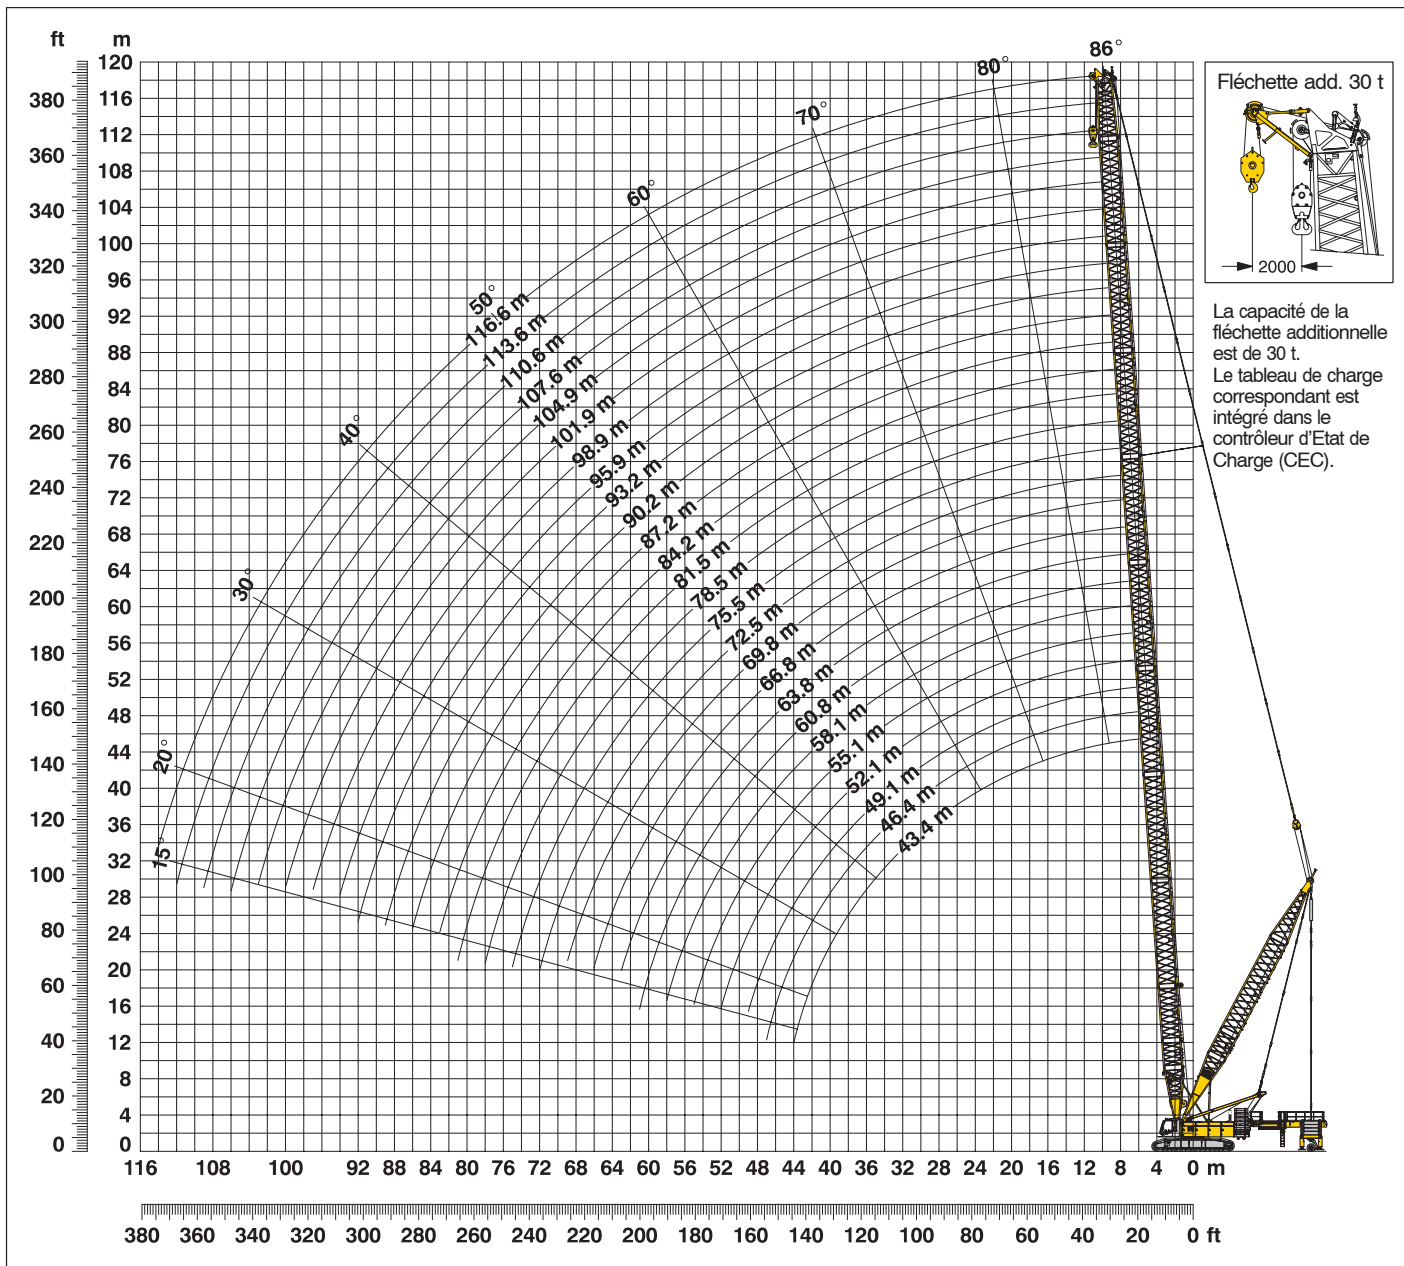 ft m
120
116
112
108
104
100
96
92
88
84
80
76
72
68
64
60
56
52
48
44
40
36
32
28
24
20
16
12
8
4
0
380
360
340
320
300
280
260
240
220
200
180
160
140
120
100
80
60
40
20
0
86°
80°
70°
60°
50°
40°
30°
20°
15°
116.6 m
113.6 m
110.6 m
107.6 m
104.9 m
101.9 m
98.9 m
95.9 m
93.2 m
90.2 m
87.2 m
84.2 m
81.5 m
78.5 m
75.5 m
72.5 m
69.8 m
66.8 m
63.8 m
60.8 m
58.1 m
55.1 m
52.1 m
49.1 m
46.4 m
43.4 m
Fléchette add. 30 t
2000
La capacité de la
fléchette additionnelle
est de 30 t.
Le tableau de charge
correspondant est
intégré dans le
contrôleur d'Etat de
Charge (CEC).
116 108 100 92 88 84 80 76 72 68 64 60 56 52 48 44 40 36 32 28 24 20 16 12 8 4 0 m
380 360 340 320 300 280 260 240 220 200 180 160 140 120 100 80 60 40 20 0 ft